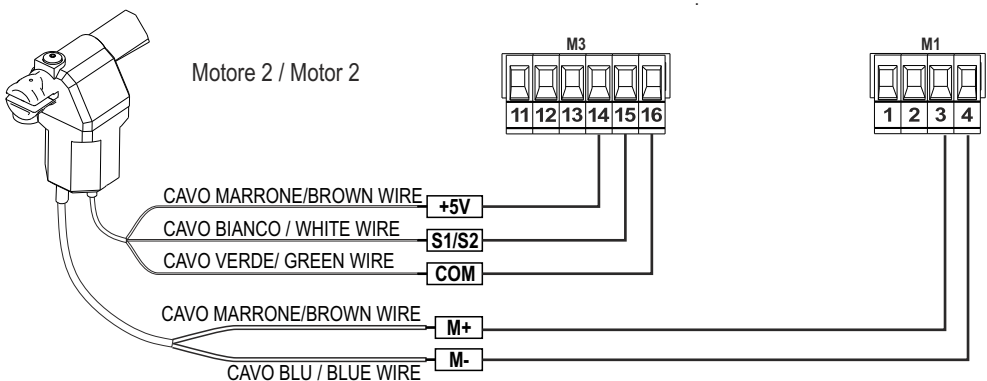 M3
M1
Motore 2 / Motor 2
11 12 13 14 15 16
1 2 3 4
CAVO MARRONE/BROWN WIRE +5V
CAVO BIANCO / WHITE WIRE S1/S2
CAVO VERDE/ GREEN WIRE COM
CAVO MARRONE/BROWN WIRE M+
M-
CAVO BLU / BLUE WIRE